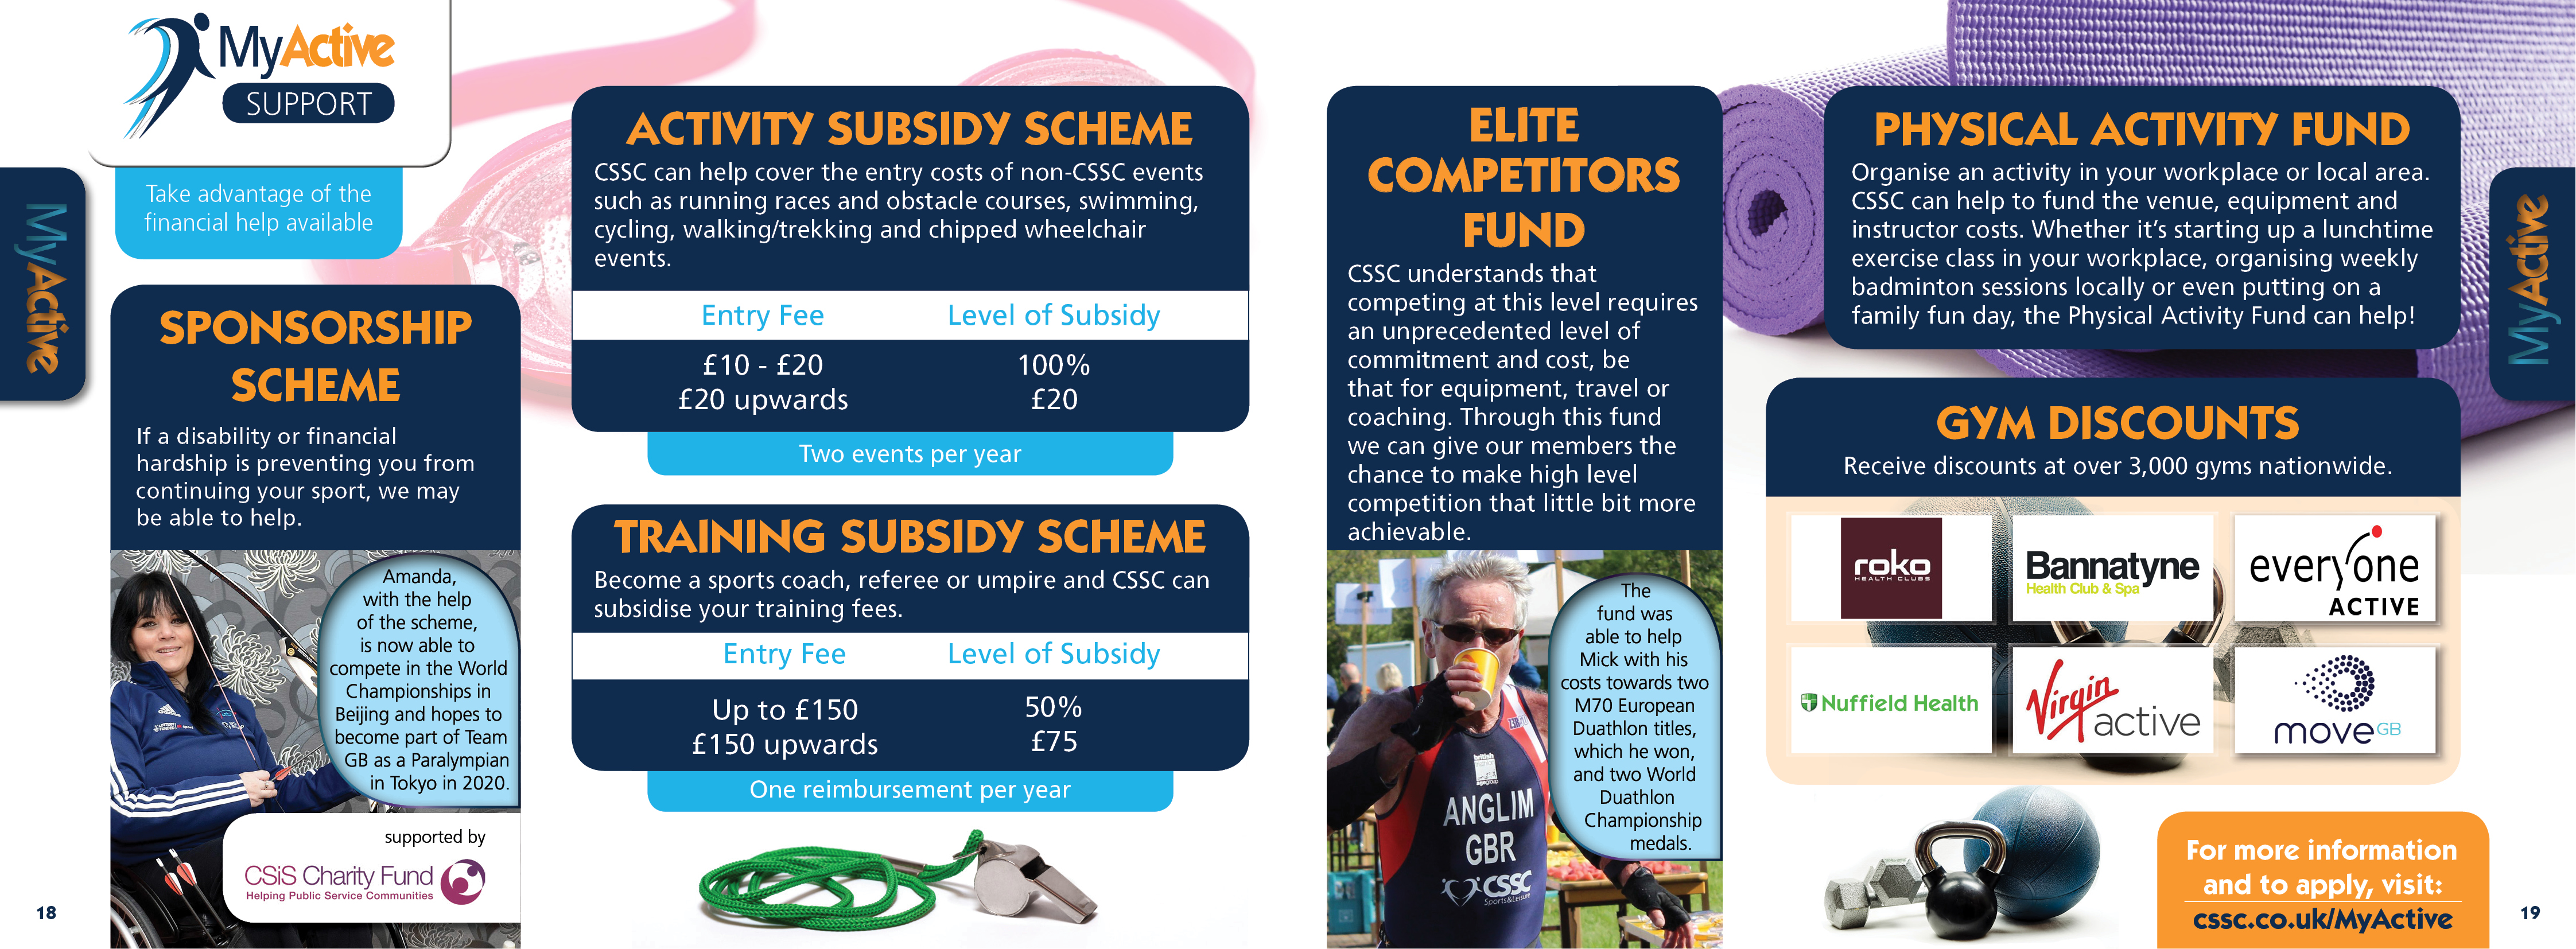 MyActive
SUPPORT
Take advantage of the
financial help available
MyActive
SPONSORSHIP
SCHEME
If a disability or financial
hardship is preventing you from
continuing your sport, we may
be able to help.
Amanda,
with the help
of the scheme,
is now able to
compete in the World
Championships in
Beijing and hopes to
become part of Team
GB as a Paralympian
in Tokyo in 2020.
adidas
supported by
CSiS Charity Fund
Helping Public Service Communities
18
ACTIVITY SUBSIDY SCHEME
CSSC can help cover the entry costs of non-CSSC events
such as running races and obstacle courses, swimming,
cycling, walking/trekking and chipped wheelchair
events.
Entry Fee Level of Subsidy
£10 - £20 100%
£20 upwards £20
Two events per year
TRAINING SUBSIDY SCHEME
Become a sports coach, referee or umpire and CSSC can
subsidise your training fees.
Entry Fee Level of Subsidy
Up to £150 50%
£150 upwards £75
One reimbursement per year
ELITE
COMPETITORS
FUND
CSSC understands that
competing at this level requires
an unprecedented level of
commitment and cost, be
that for equipment, travel or
coaching. Through this fund
we can give our members the
chance to make high level
competition that little bit more
achievable.
The
fund was
able to help
Mick with his
costs towards two
M70 European
Duathlon titles,
which he won,
and two World
Duathlon
Championship
medals.
british
ANGLIM
GBR
CSSC
Sports & Leisure
PHYSICAL ACTIVITY FUND
Organise an activity in your workplace or local area.
CSSC can help to fund the venue, equipment and
instructor costs. Whether it's starting up a lunchtime
exercise class in your workplace, organising weekly
badminton sessions locally or even putting on a
family fun day, the Physical Activity Fund can help!
MyActive
GYM DISCOUNTS
Receive discounts at over 3,000 gyms nationwide.
roko
HEALTH CLUBS
Bannatyne
Health Club & Spa
everyone
ACTIVE
Nuffield Health
Virgin
active
move GB
For more information
and to apply, visit:
cssc.co.uk/MyActive
19